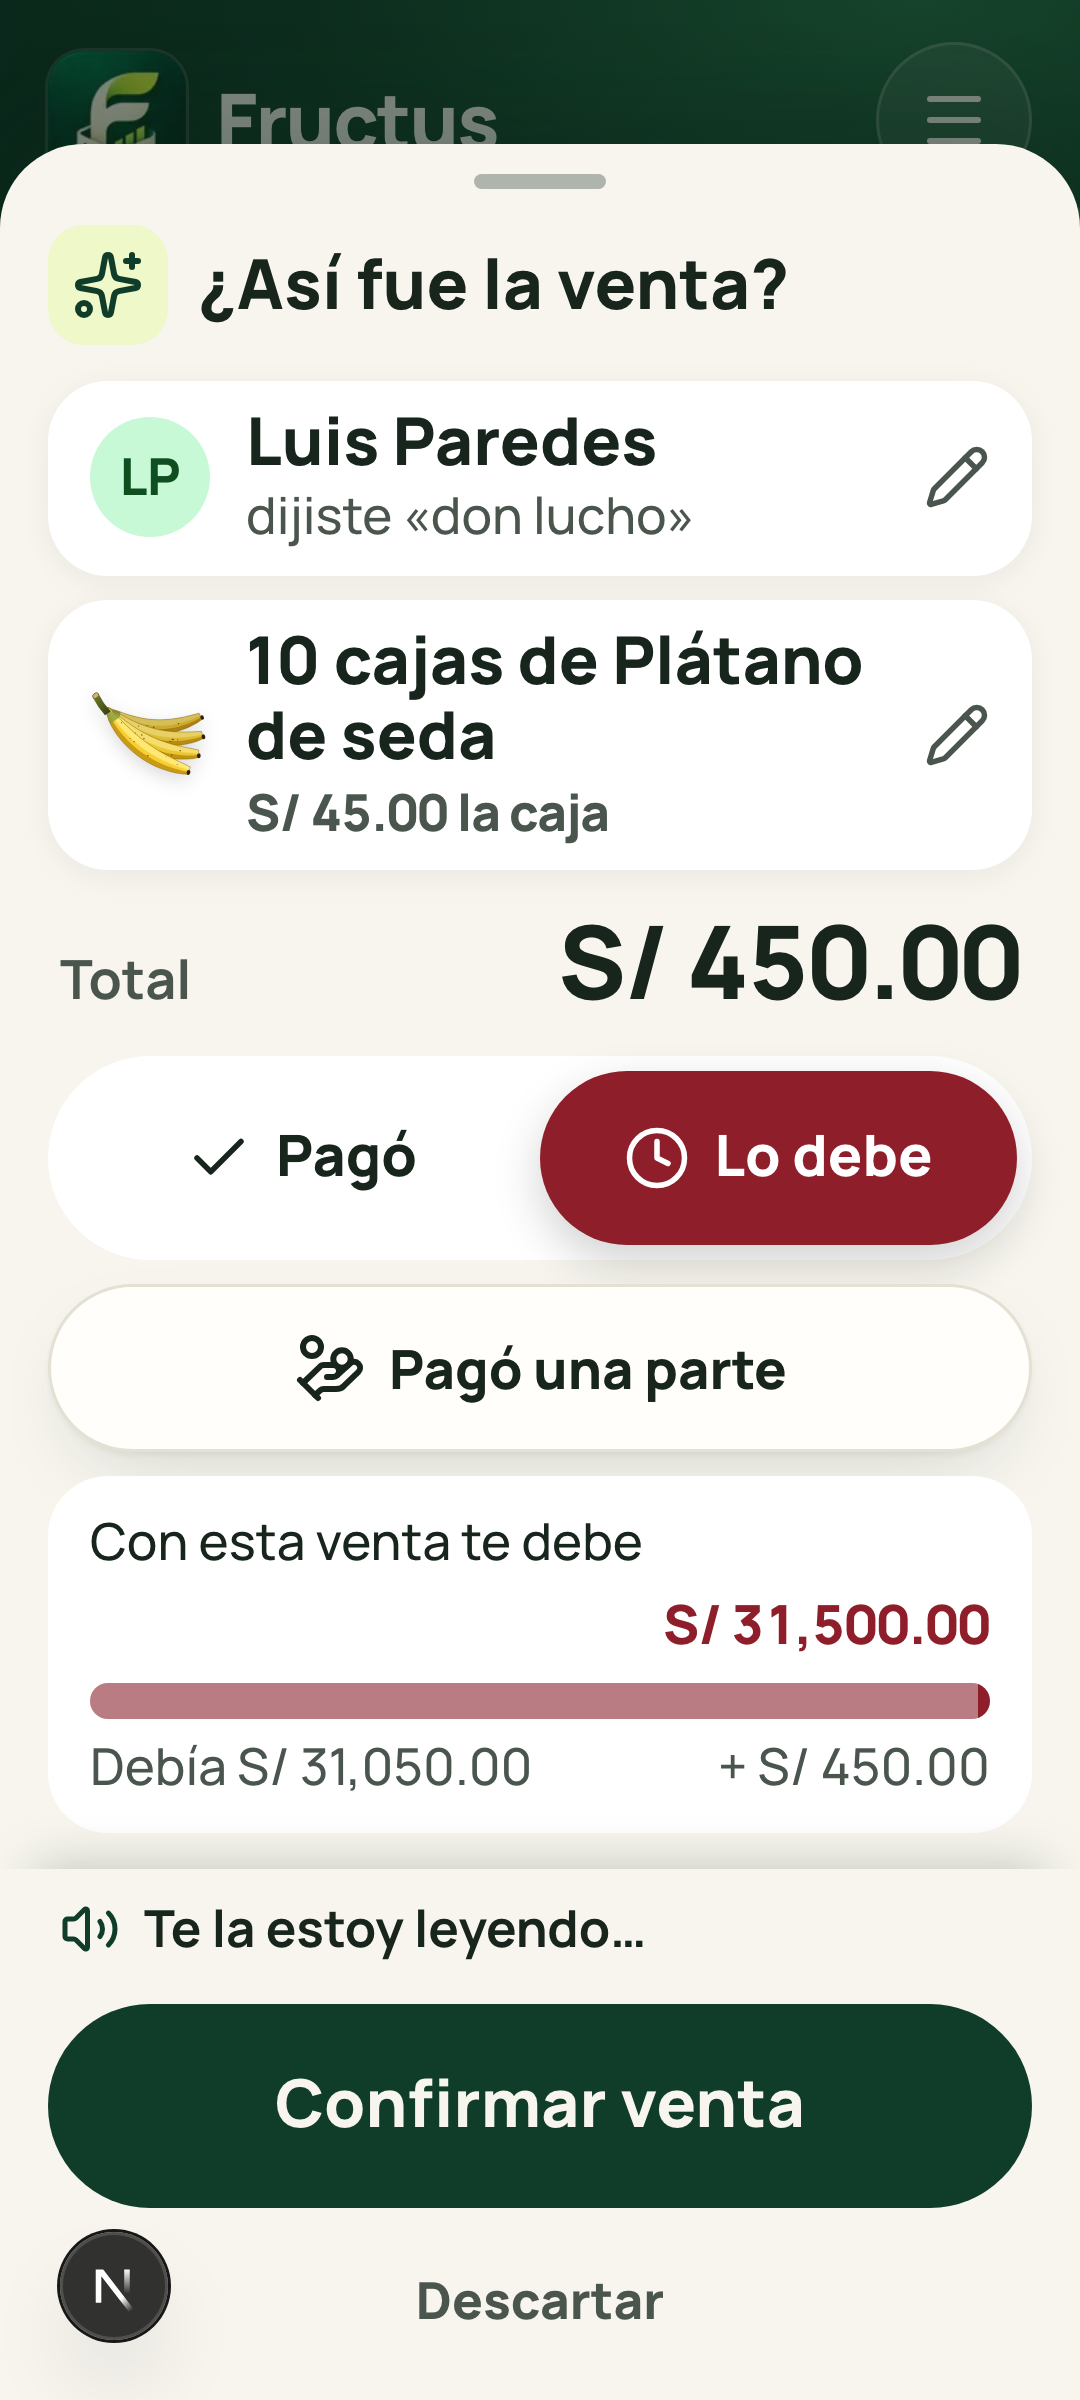 Fructus
¿Así fue la venta?
LP
Luis Paredes
dijiste «don lucho»
10 cajas de Plátano
de seda
S/ 45.00 la caja
Total
S/ 450.00
Pagó
Lo debe
Pagó una parte
Con esta venta te debe
S/ 31,500.00
Debía S/ 31,050.00
+ S/ 450.00
Te la estoy leyendo...
Confirmar venta
N
Descartar